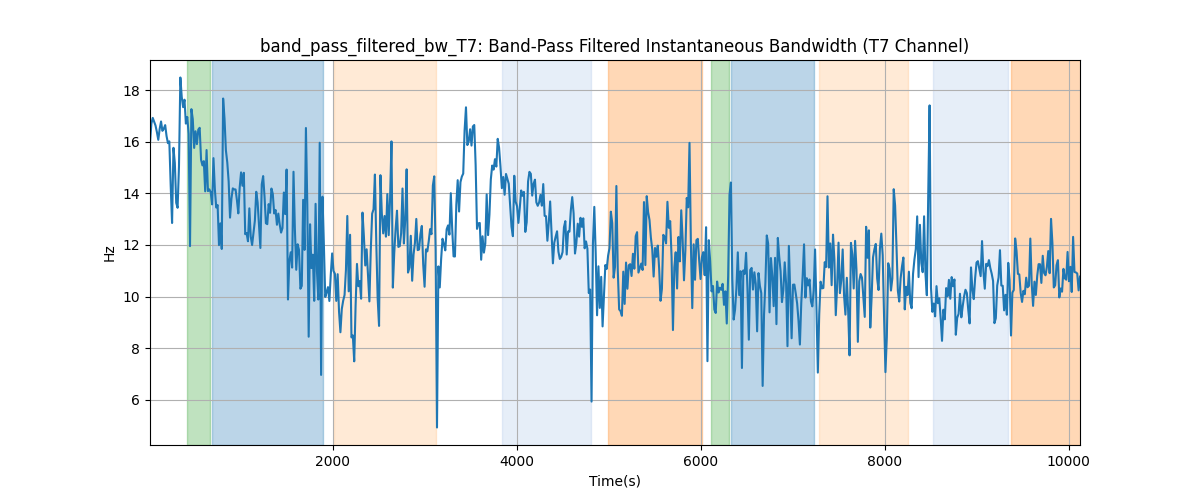 band_pass_filtered_bw_T7: Band-Pass Filtered Instantaneous Bandwidth (T7 Channel)
Hz
18
16
14
12
10
8
6
2000 4000 6000 8000 10000
Time(s)